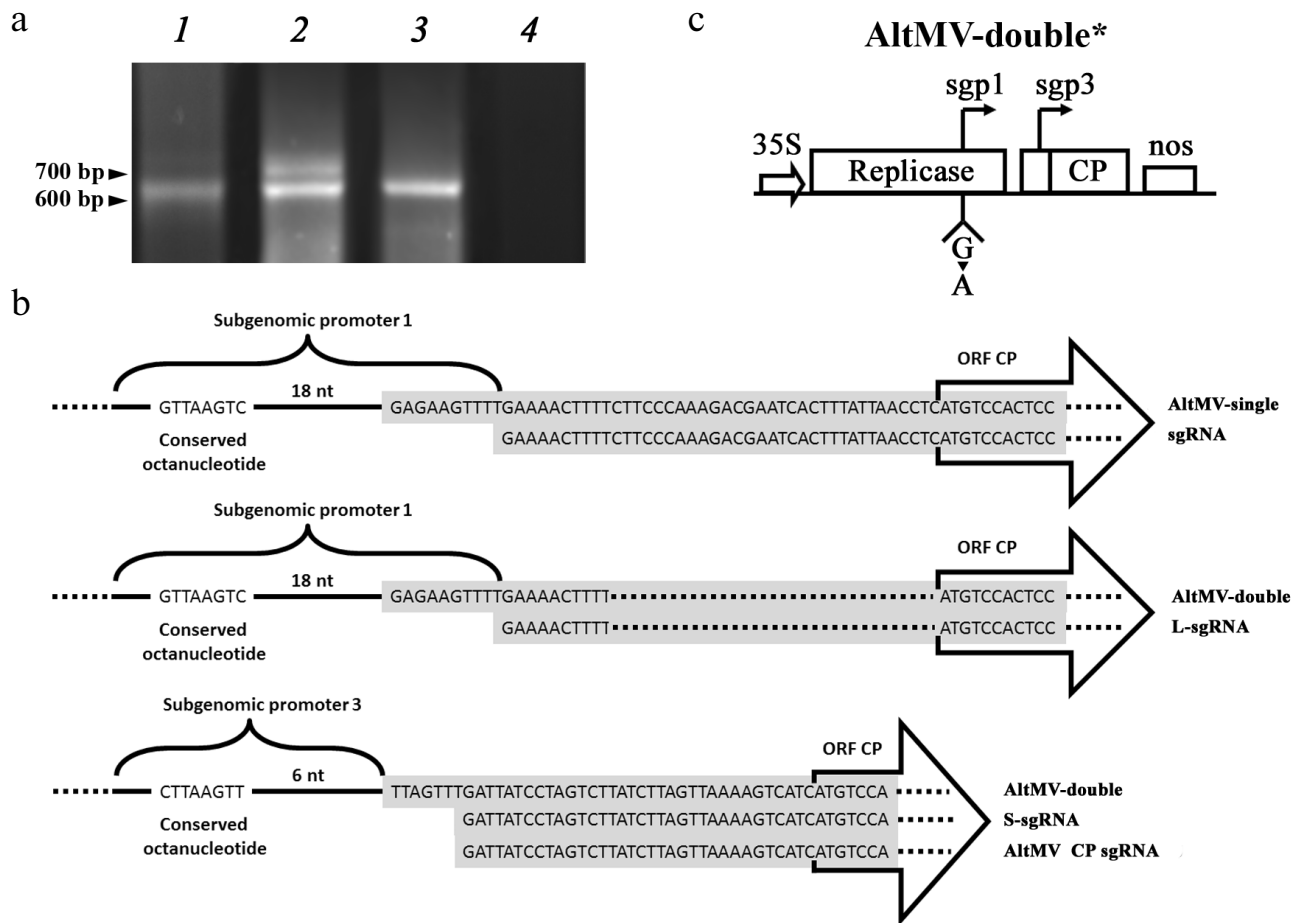 a
1 2 3 4
700 bp
600 bp
c
AltMV-double*
sgp1
sgp3
35S
Replicase
CP
nos
G
A
b
Subgenomic promoter 1
ORF CP
18 nt
GTTAAGTC
GAGAAGTTTTGAAAACTTTTCTTCCCAAAGACGAATCACTTTATTAACCTCATGTCCACTCC
AltMV-single
Conserved
octanucleotide
GAAAACTTTTCTTCCCAAAGACGAATCACTTTATTAACCTCATGTCCACTCC
sgRNA
Subgenomic promoter 1
ORF CP
18 nt
GTTAAGTC
GAGAAGTTTTGAAAACTTTT
ATGTCCACTCC
AltMV-double
Conserved
octanucleotide
GAAAACTTTT
ATGTCCACTCC
L-sgRNA
Subgenomic promoter 3
ORF CP
6 nt
CTTAAGTT
TTAGTTTGATTATCCTAGTCTTATCTTAGTTAAAAGTCATCATGTCCA
AltMV-double
Conserved
octanucleotide
GATTATCCTAGTCTTATCTTAGTTAAAAGTCATCATGTCCA
S-sgRNA
GATTATCCTAGTCTTATCTTAGTTAAAAGTCATCATGTCCA
AltMV CP sgRNA